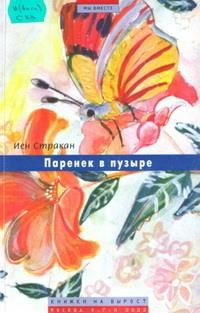 МЫ ВМЕСТЕ
Иен Стракан
Паренек в пузыре
КНИЖКИ НА ВЫРОСТ